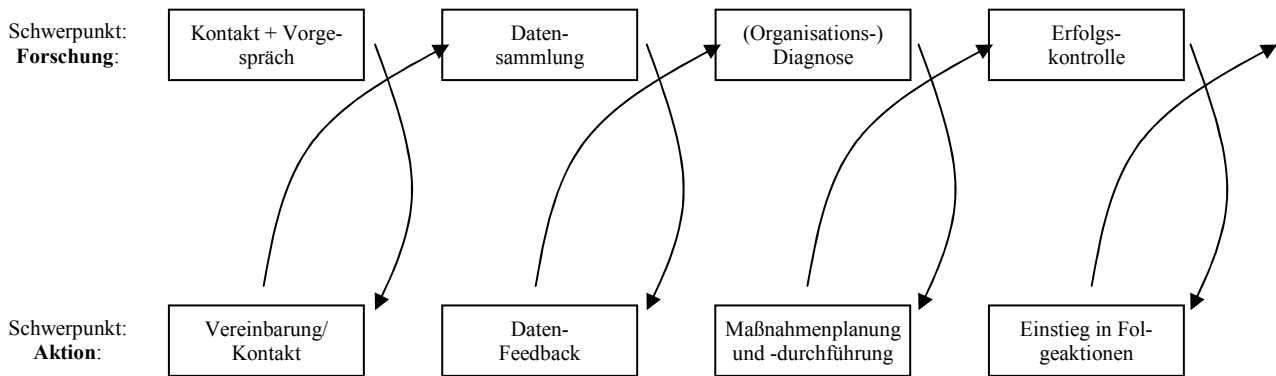 Schwerpunkt:
Forschung:
Kontakt + Vorge-
spräch
Daten-
sammlung
(Organisations-)
Diagnose
Erfolgs-
kontrolle
Schwerpunkt:
Aktion:
Vereinbarung/
Kontakt
Daten-
Feedback
Maßnahmenplanung
und -durchführung
Einstieg in Fol-
geaktionen